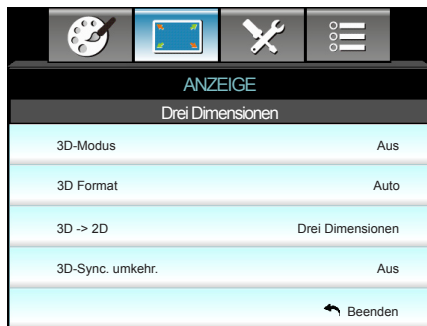 ANZEIGE
Drei Dimensionen
3D-Modus Aus
3D Format Auto
3D -> 2D Drei Dimensionen
3D-Sync. umkehr. Aus
Beenden